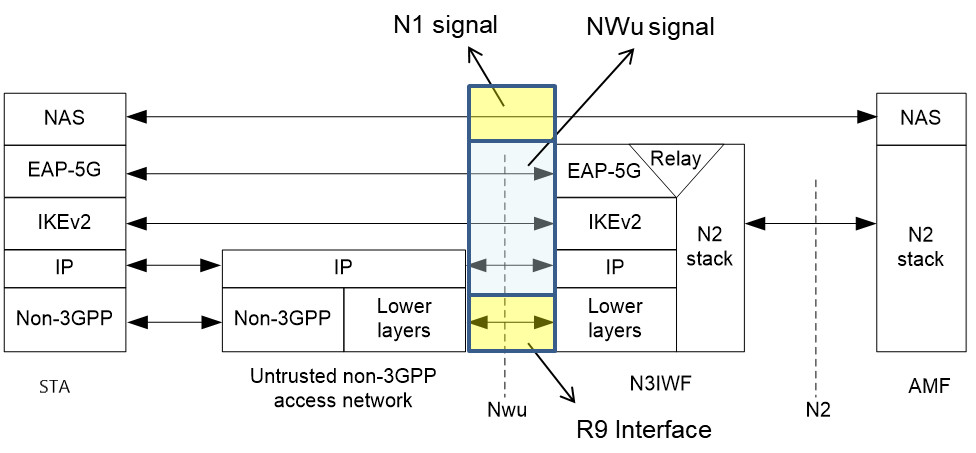 N1 signal
NWu signal
NAS
NAS
EAP-5G
EAP-5G
Relay
IKEv2
IKEv2
N2
stack
N2
stack
IP
IP
IP
Non-3GPP
Non-3GPP
Lower
layers
Lower
layers
STA
Untrusted non-3GPP
access network
N3IWF
AMF
Nwu
N2
R9 Interface